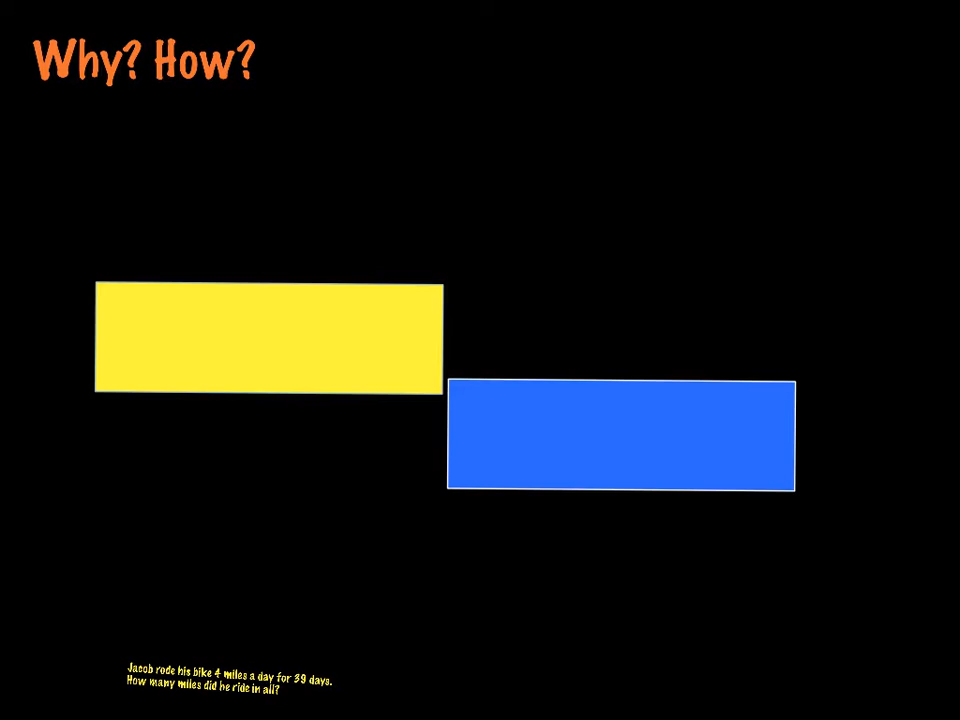 Why? How?
Jacob rode his bike 4 miles a day for 39 days.
How many miles did he ride in all?